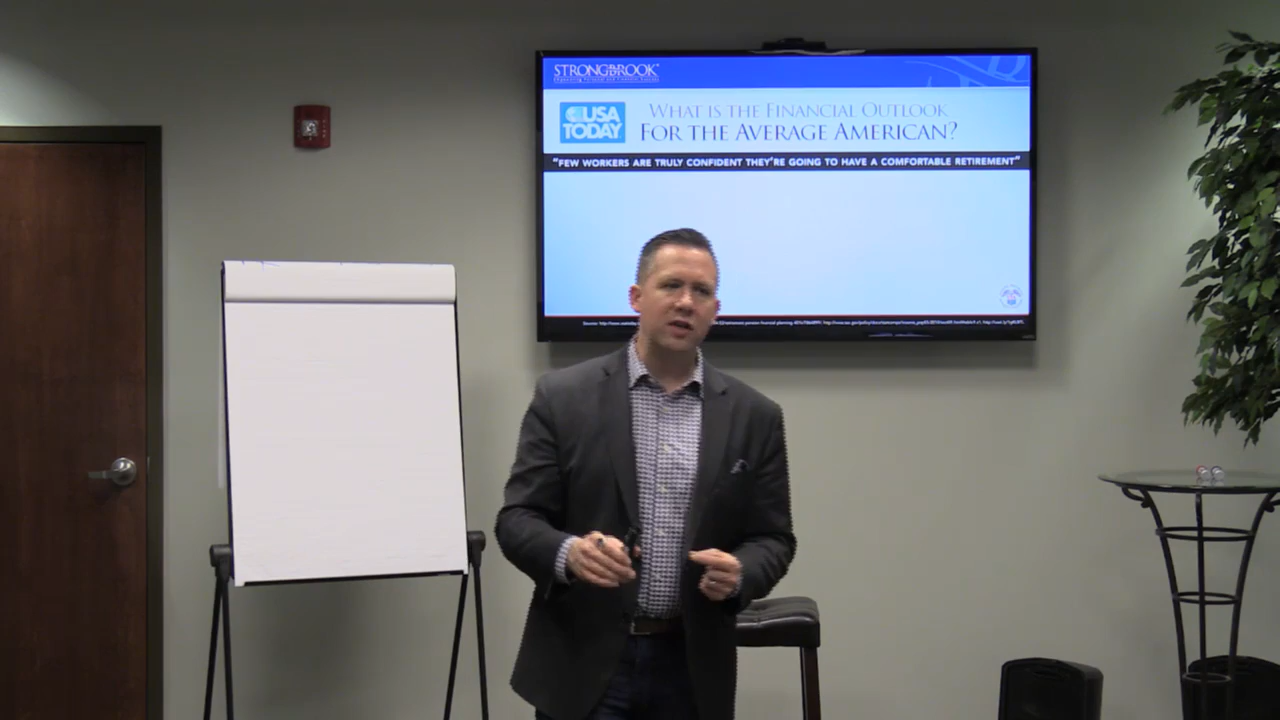 STRONGBROOK
USA
TODAY
WHAT IS THE FINANCIAL OUTLOOK
FOR THE AVERAGE AMERICAN?
"FEW WORKERS ARE TRULY CONFIDENT THEY'RE GOING TO HAVE A COMFORTABLE RETIREMENT"